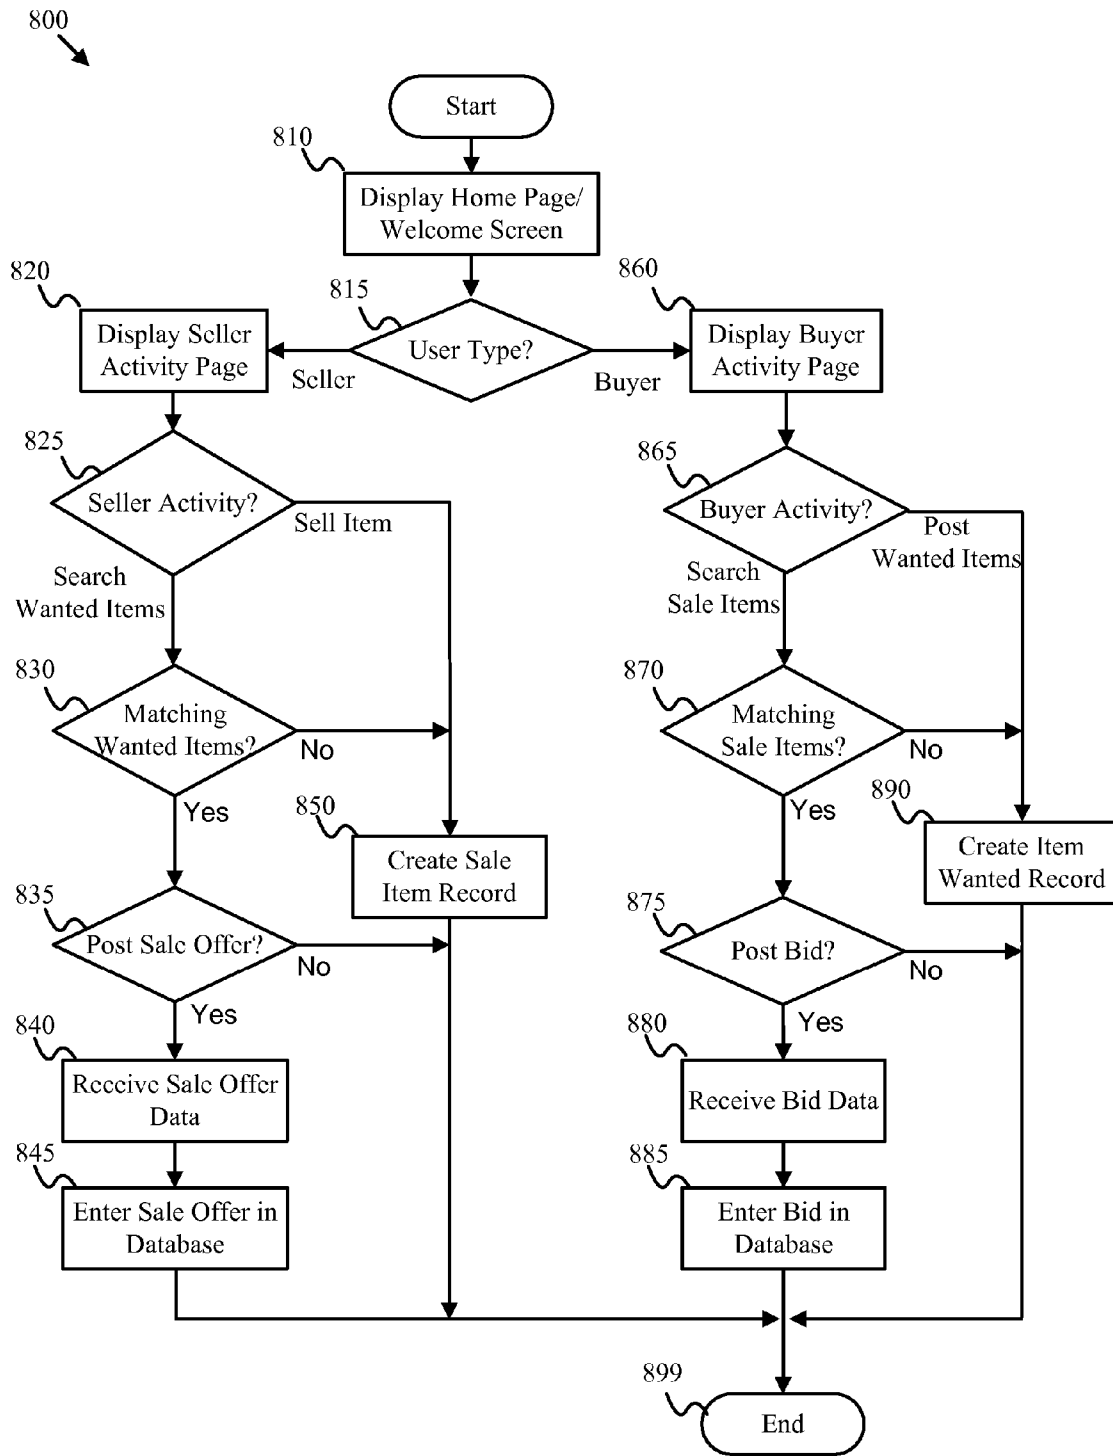 800
Start
810
Display Home Page/
Welcome Screen
820
815
860
Display Seller
Activity Page
User Type?
Display Buyer
Activity Page
Seller
Buyer
825
865
Seller Activity?
Sell Item
Buyer Activity?
Post
Wanted Items
Search
Wanted Items
Search
Sale Items
830
870
Matching
Wanted Items?
No
Matching
Sale Items?
No
Yes
Yes
850
890
Create Sale
Item Record
Create Item
Wanted Record
835
875
Post Sale Offer?
No
Post Bid?
No
Yes
Yes
840
880
Receive Sale Offer
Data
Receive Bid Data
845
885
Enter Sale Offer in
Database
Enter Bid in
Database
899
End